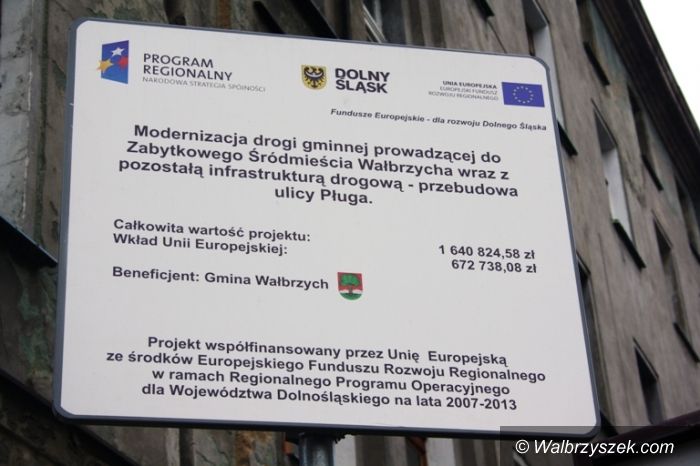 PROGRAM
REGIONALNY
NARODOWA STRATEGIA SPÓJNOŚCI
DOLNY
ŚLĄSK
UNIA EUROPEJSKA
EUROPEJSKI FUNDUSZ
ROZWOJU REGIONALNEGO
Fundusze Europejskie - dla rozwoju Dolnego Śląska
Modernizacja drogi gminnej prowadzącej do
Zabytkowego Śródmieścia Wałbrzycha wraz z
pozostałą infrastrukturą drogową - przebudowa
ulicy Pługa.
Całkowita wartość projektu: 1 640 824,58 zł
Wkład Unii Europejskiej: 672 738,08 zł
Beneficjent: Gmina Wałbrzych
Projekt współfinansowany przez Unię Europejską
ze środków Europejskiego Funduszu Rozwoju Regionalnego
w ramach Regionalnego Programu Operacyjnego
dla Województwa Dolnośląskiego na lata 2007-2013
© Walbrzyszek.com